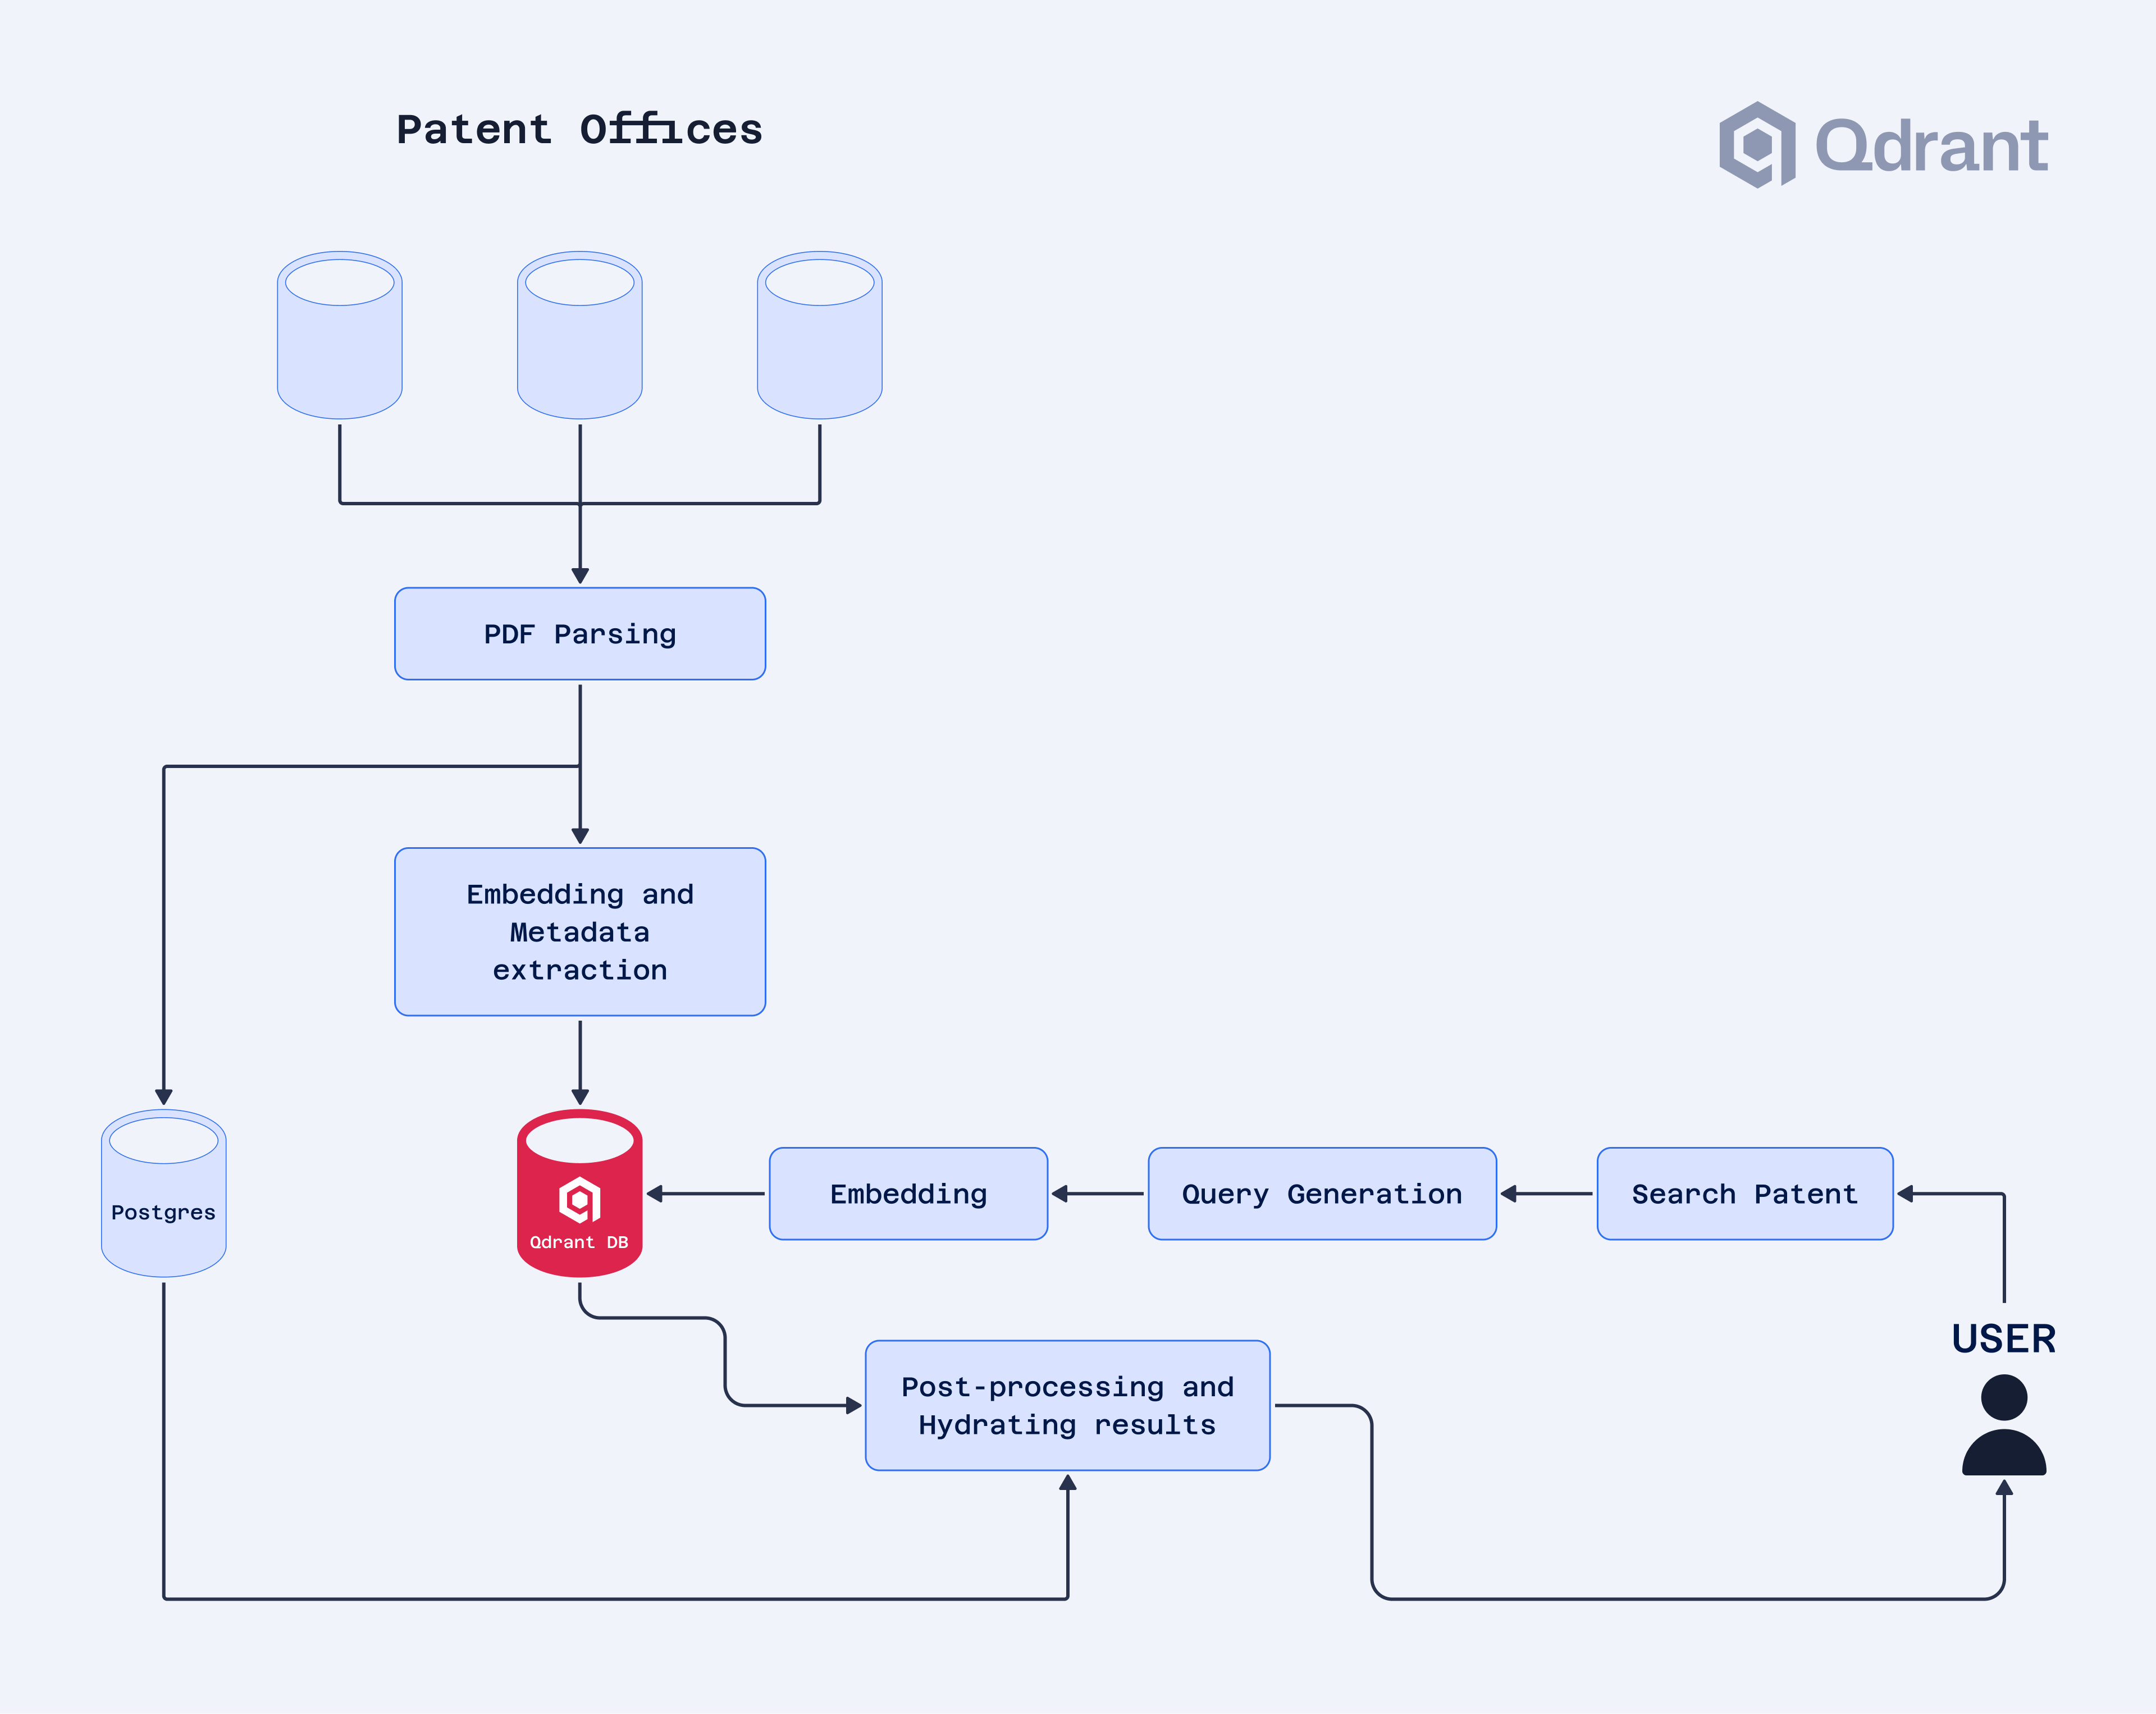 Patent Offices
Qdrant
PDF Parsing
Embedding and
Metadata
extraction
Postgres
Qdrant DB
Embedding
Query Generation
Search Patent
USER
Post-processing and
Hydrating results